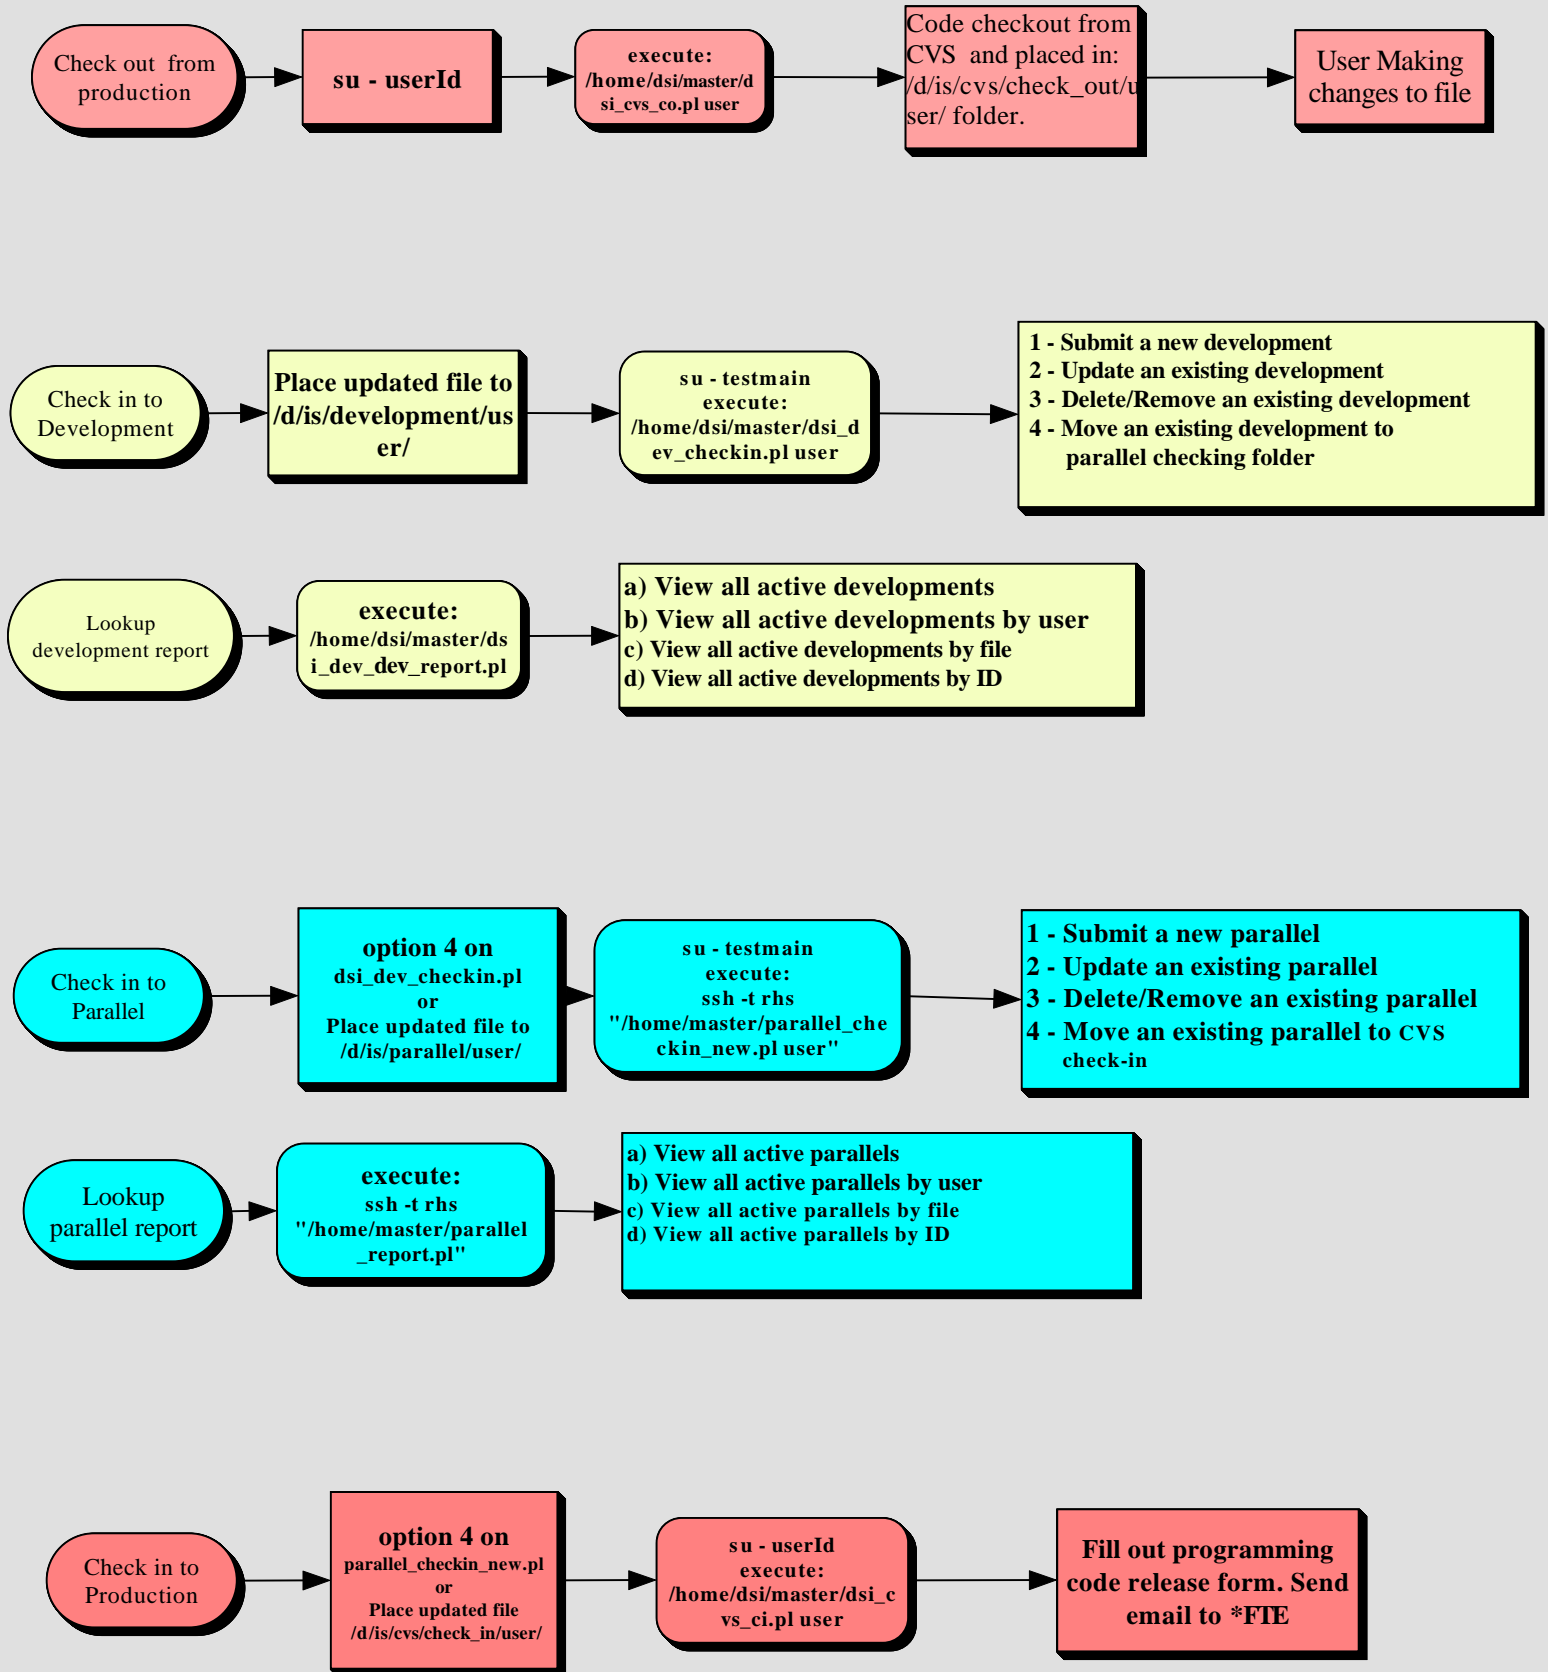 Check out from
production
su - userId
execute:
/home/dsi/master/d
si_cvs_co.pl user
Code checkout from
CVS and placed in:
/d/is/cvs/check_out/u
ser/ folder.
User Making
changes to file
Check in to
Development
Place updated file to
/d/is/development/us
er/
su - testmain
execute:
/home/dsi/master/dsi_d
ev_checkin.pl user
1 - Submit a new development
2 - Update an existing development
3 - Delete/Remove an existing development
4 - Move an existing development to
parallel checking folder
Lookup
development report
execute:
/home/dsi/master/ds
i_dev_dev_report.pl
a) View all active developments
b) View all active developments by user
c) View all active developments by file
d) View all active developments by ID
Check in to
Parallel
option 4 on
dsi_dev_checkin.pl
or
Place updated file to
/d/is/parallel/user/
su - testmain
execute:
ssh -t rhs
"/home/master/parallel_che
ckin_new.pl user"
1 - Submit a new parallel
2 - Update an existing parallel
3 - Delete/Remove an existing parallel
4 - Move an existing parallel to CVS
check-in
Lookup
parallel report
execute:
ssh -t rhs
"/home/master/parallel
_report.pl"
a) View all active parallels
b) View all active parallels by user
c) View all active parallels by file
d) View all active parallels by ID
Check in to
Production
option 4 on
parallel_checkin_new.pl
or
Place updated file
/d/is/cvs/check_in/user/
su - userId
execute:
/home/dsi/master/dsi_c
vs_ci.pl user
Fill out programming
code release form. Send
email to *FTE